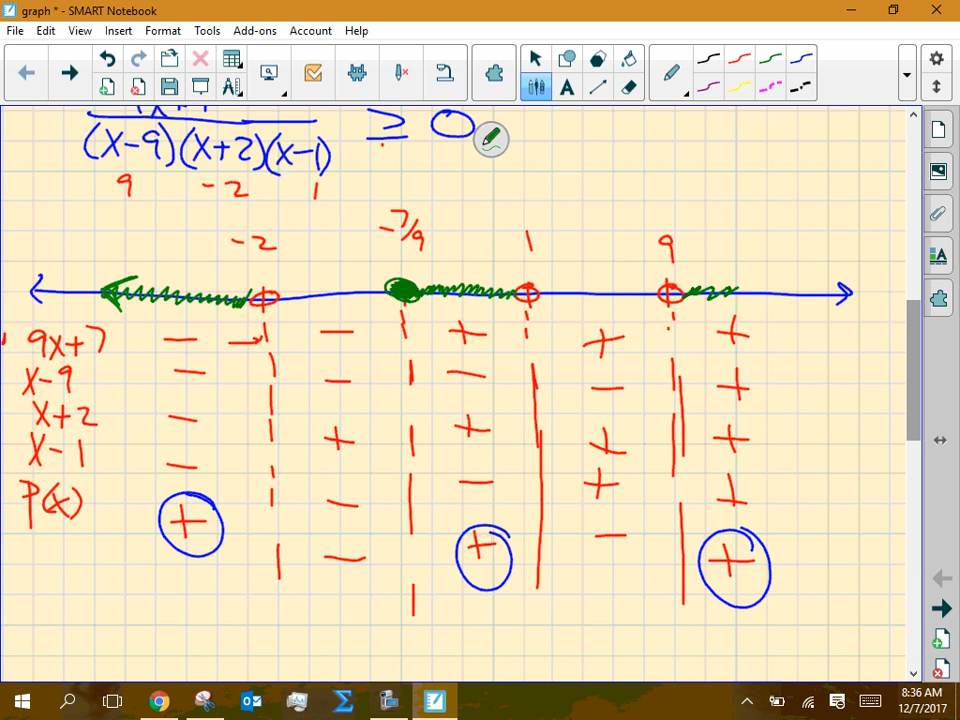 graph * - SMART Notebook
File Edit View Insert Format Tools Add-ons Account Help
(x-9)(x+2)(x-1) ≥ 0
9 -2 1
-2 -7/9 1 9
9x+7 - - + + +
x-9 - - - - +
x+2 - + + + +
x-1 - - - + +
P(x) + - + - +
8:36 AM
12/7/2017